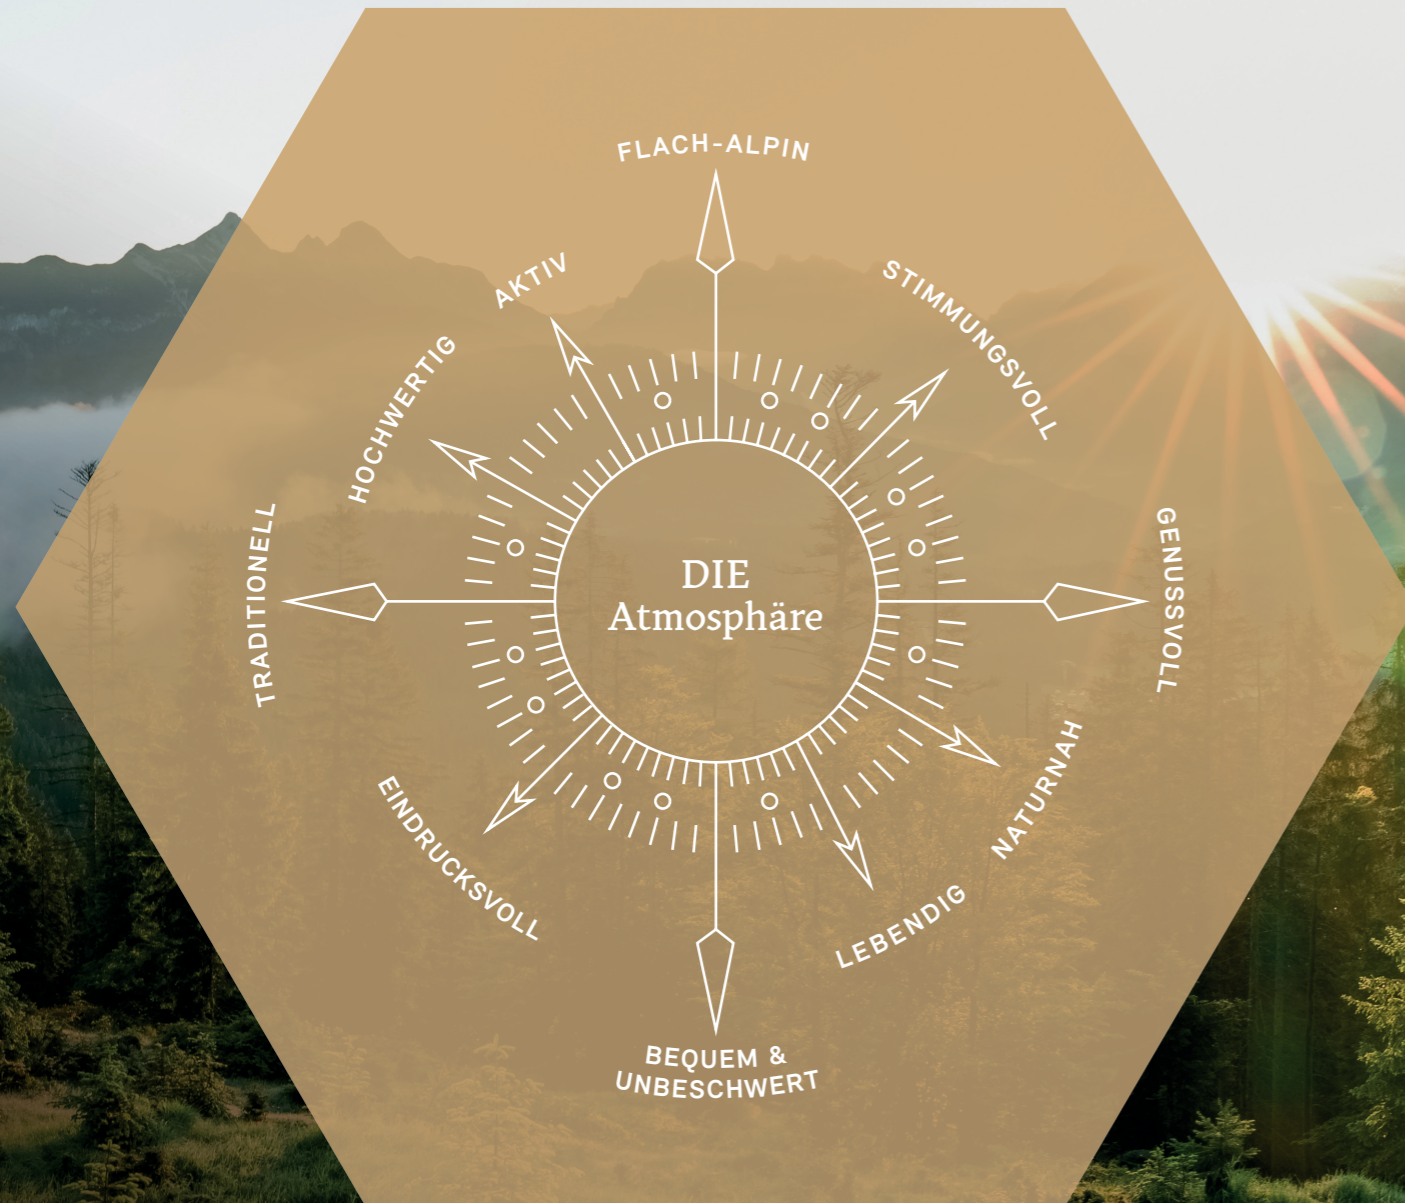 FLACH-ALPIN
AKTIV
STIMMUNGSVOLL
HOCHWERTIG
TRADITIONELL
GENUSSVOLL
DIE
Atmosphäre
NATURNAH
EINDRUCKSVOLL
LEBENDIG
BEQUEM &
UNBESCHWERT